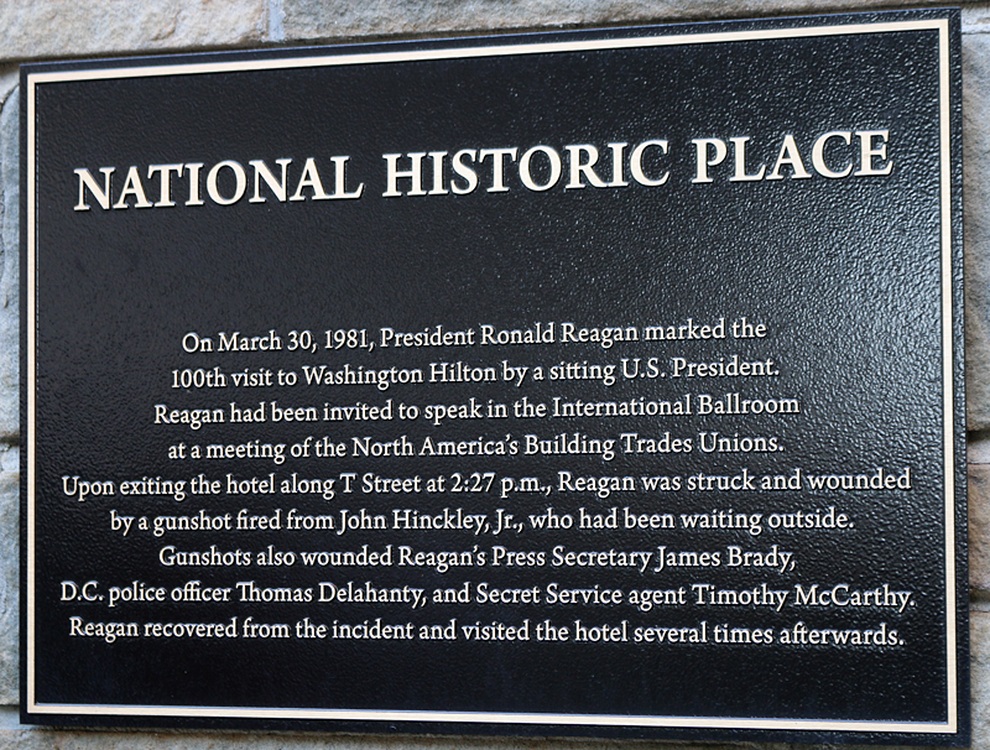 NATIONAL HISTORIC PLACE
On March 30, 1981, President Ronald Reagan marked the
100th visit to Washington Hilton by a sitting U.S. President.
Reagan had been invited to speak in the International Ballroom
at a meeting of the North America's Building Trades Unions.
Upon exiting the hotel along T Street at 2:27 p.m., Reagan was struck and wounded
by a gunshot fired from John Hinckley, Jr., who had been waiting outside.
Gunshots also wounded Reagan's Press Secretary James Brady,
D.C. police officer Thomas Delahanty, and Secret Service agent Timothy McCarthy.
Reagan recovered from the incident and visited the hotel several times afterwards.